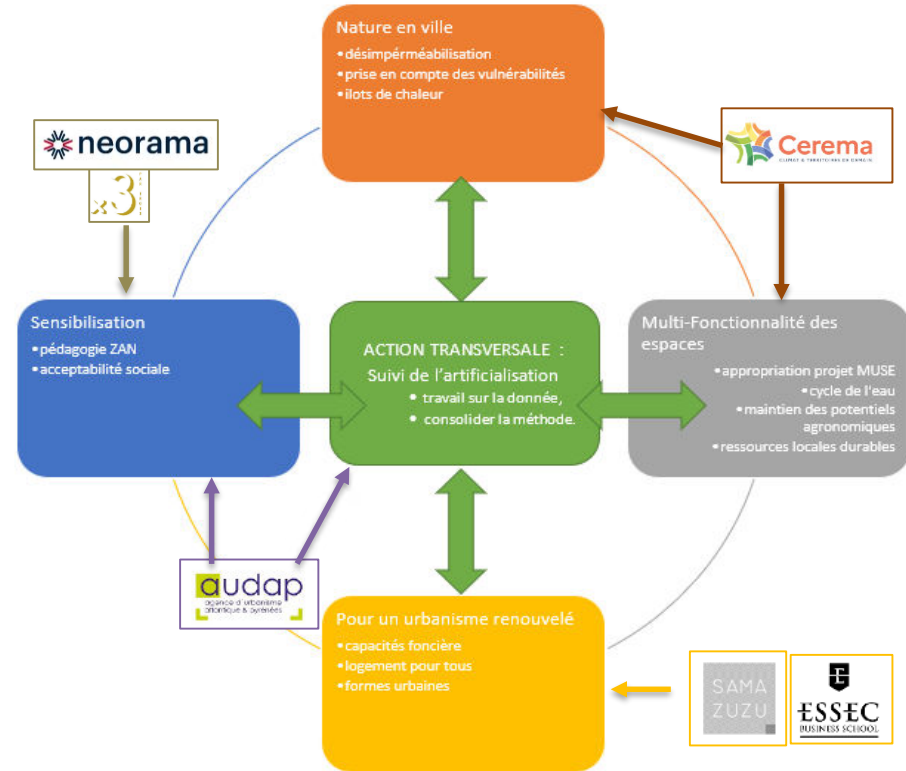 Nature en ville
•désimpérméabilisation
•prise en compte des vulnérabilités
•ilots de chaleur
neorama
x3
Cerema
CLIMAT & TERRITOIRES DE DEMAIN
Sensibilisation
•pédagogie ZAN
•acceptabilité sociale
ACTION TRANSVERSALE :
Suivi de l'artificialisation
• travail sur la donnée,
• consolider la méthode.
Multi-Fonctionnalité des
espaces
•appropriation projet MUSE
•cycle de l'eau
•maintien des potentiels
agronomiques
•ressources locales durables
audap
agence d'urbanisme
atlantique & pyrénées
Pour un urbanisme renouvelé
•capacités foncière
•logement pour tous
•formes urbaines
SAMA
ZUZU
E
ESSEC
BUSINESS SCHOOL